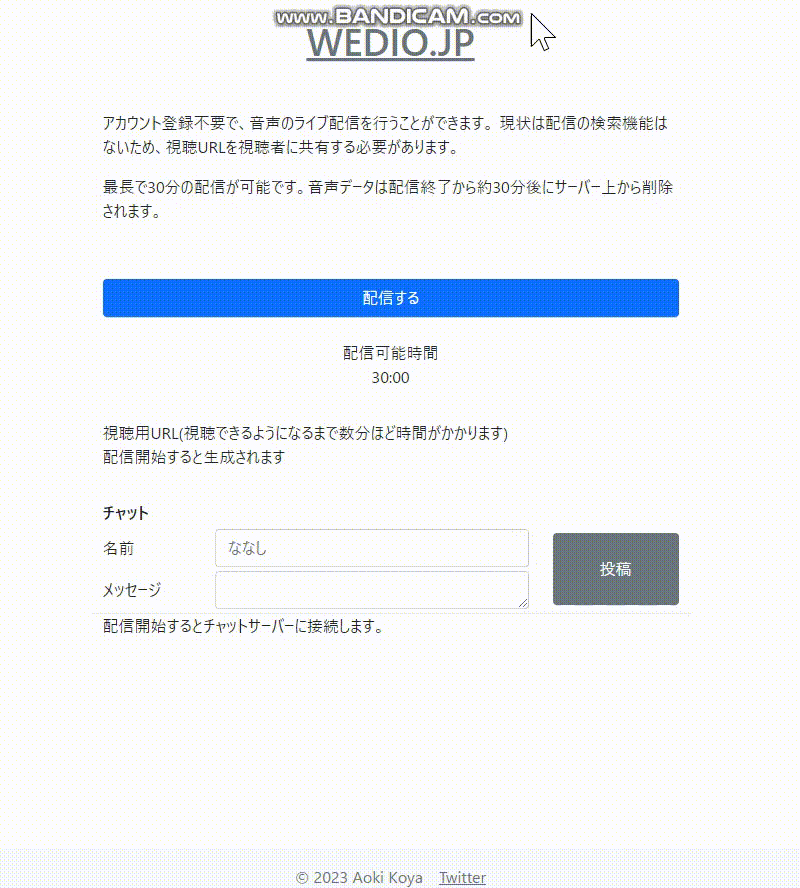 www.BANDICAM.com
WEDIO.JP
アカウント登録不要で、音声のライブ配信を行うことができます。 現状は配信の検索機能は
ないため、視聴URLを視聴者に共有する必要があります。
最長で30分の配信が可能です。音声データは配信終了から約30分後にサーバー上から削除
されます。
配信する
配信可能時間
30:00
視聴用URL(視聴できるようになるまで数分ほど時間がかかります)
配信開始すると生成されます
チャット
名前
ななし
投稿
メッセージ
配信開始するとチャットサーバーに接続します。
© 2023 Aoki Koya Twitter